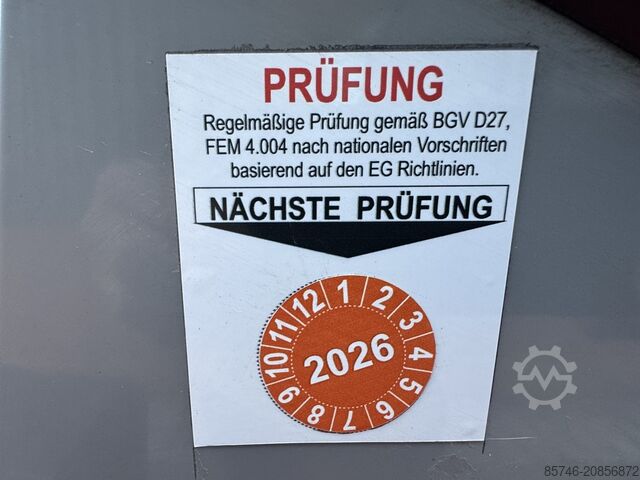 PRÜFUNG
Regelmäßige Prüfung gemäß BGV D27,
FEM 4.004 nach nationalen Vorschriften
basierend auf den EG Richtlinien.
NÄCHSTE PRÜFUNG
1 2 3 4 5 6 7 8 9 10 11 12
2026
85746-20856872